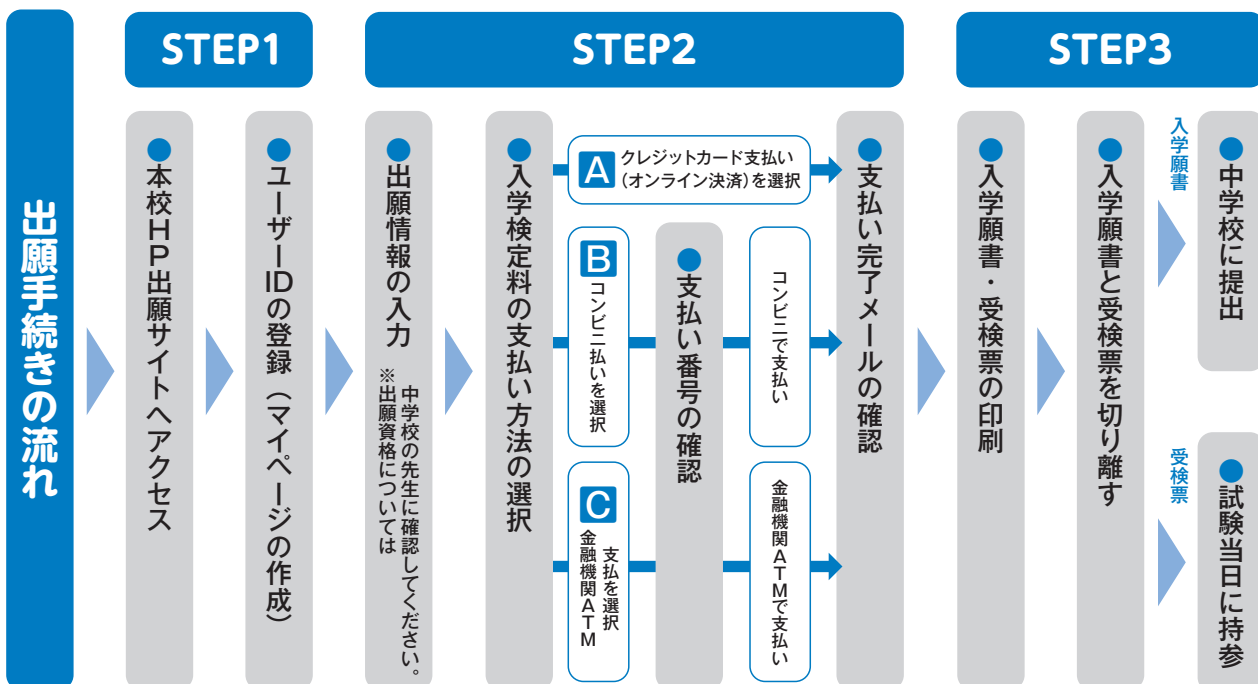 出願手続きの流れ
STEP1
●本校HP出願サイトへアクセス
●ユーザーIDの登録（マイページの作成）
STEP2
●出願情報の入力
※出願資格については
中学校の先生に確認してください。
●入学検定料の支払い方法の選択
A クレジットカード支払い
（オンライン決済）を選択
B コンビニ払いを選択
C 金融機関ATM
支払を選択
●支払い番号の確認
コンビニで支払い
金融機関ATMで支払い
●支払い完了メールの確認
STEP3
●入学願書・受検票の印刷
●入学願書と受検票を切り離す
入学願書
●中学校に提出
受検票
●試験当日に持参